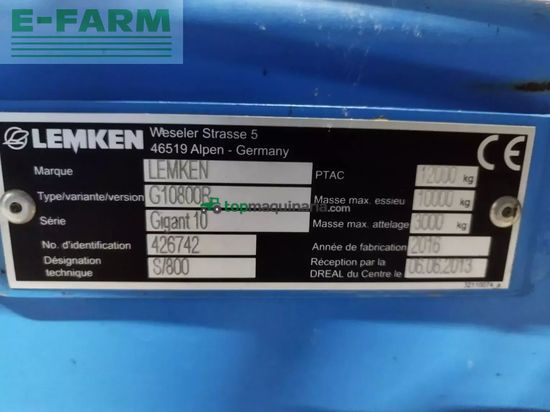 E-FARM
LEMKEN
Weseler Strasse 5
46519 Alpen - Germany
Marque LEMKEN PTAC 12000 kg
Type/variante/version G10800R Masse max. essieu 10000 kg
Série Gigant 10 Masse max. attelage 3000 kg
topmaquinaria.com
No. d'identification 426742 Année de fabrication 2016
Désignation technique S/800 Réception par la DREAL du Centre le 06.06.2013
32110074_a